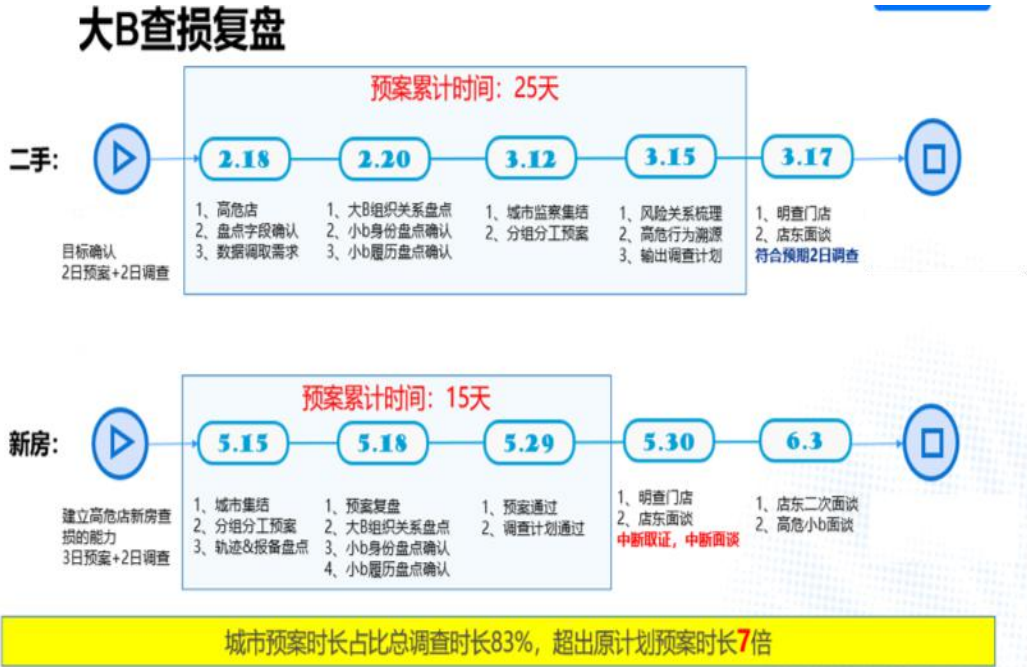 大B查损复盘
预案累计时间：25天
二手：
2.18
2.20
3.12
3.15
3.17
目标确认
2日预案+2日调查
1、高危店
2、盘点字段确认
3、数据调取需求
1、大B组织关系盘点
2、小b身份盘点确认
3、小b履历盘点确认
1、城市监察集结
2、分组分工预案
1、风险关系梳理
2、高危行为溯源
3、输出调查计划
1、明查门店
2、店东面谈
符合预期2日调查
预案累计时间：15天
新房：
5.15
5.18
5.29
5.30
6.3
建立高危店新房查
损的能力
3日预案+2日调查
1、城市集结
2、分组分工预案
3、轨迹&报备盘点
1、预案复盘
2、大B组织关系盘点
3、小b身份盘点确认
4、小b履历盘点确认
1、预案通过
2、调查计划通过
1、明查门店
2、店东面谈
中断取证，中断面谈
1、店东二次面谈
2、高危小b面谈
城市预案时长占比总调查时长83%，超出原计划预案时长7倍